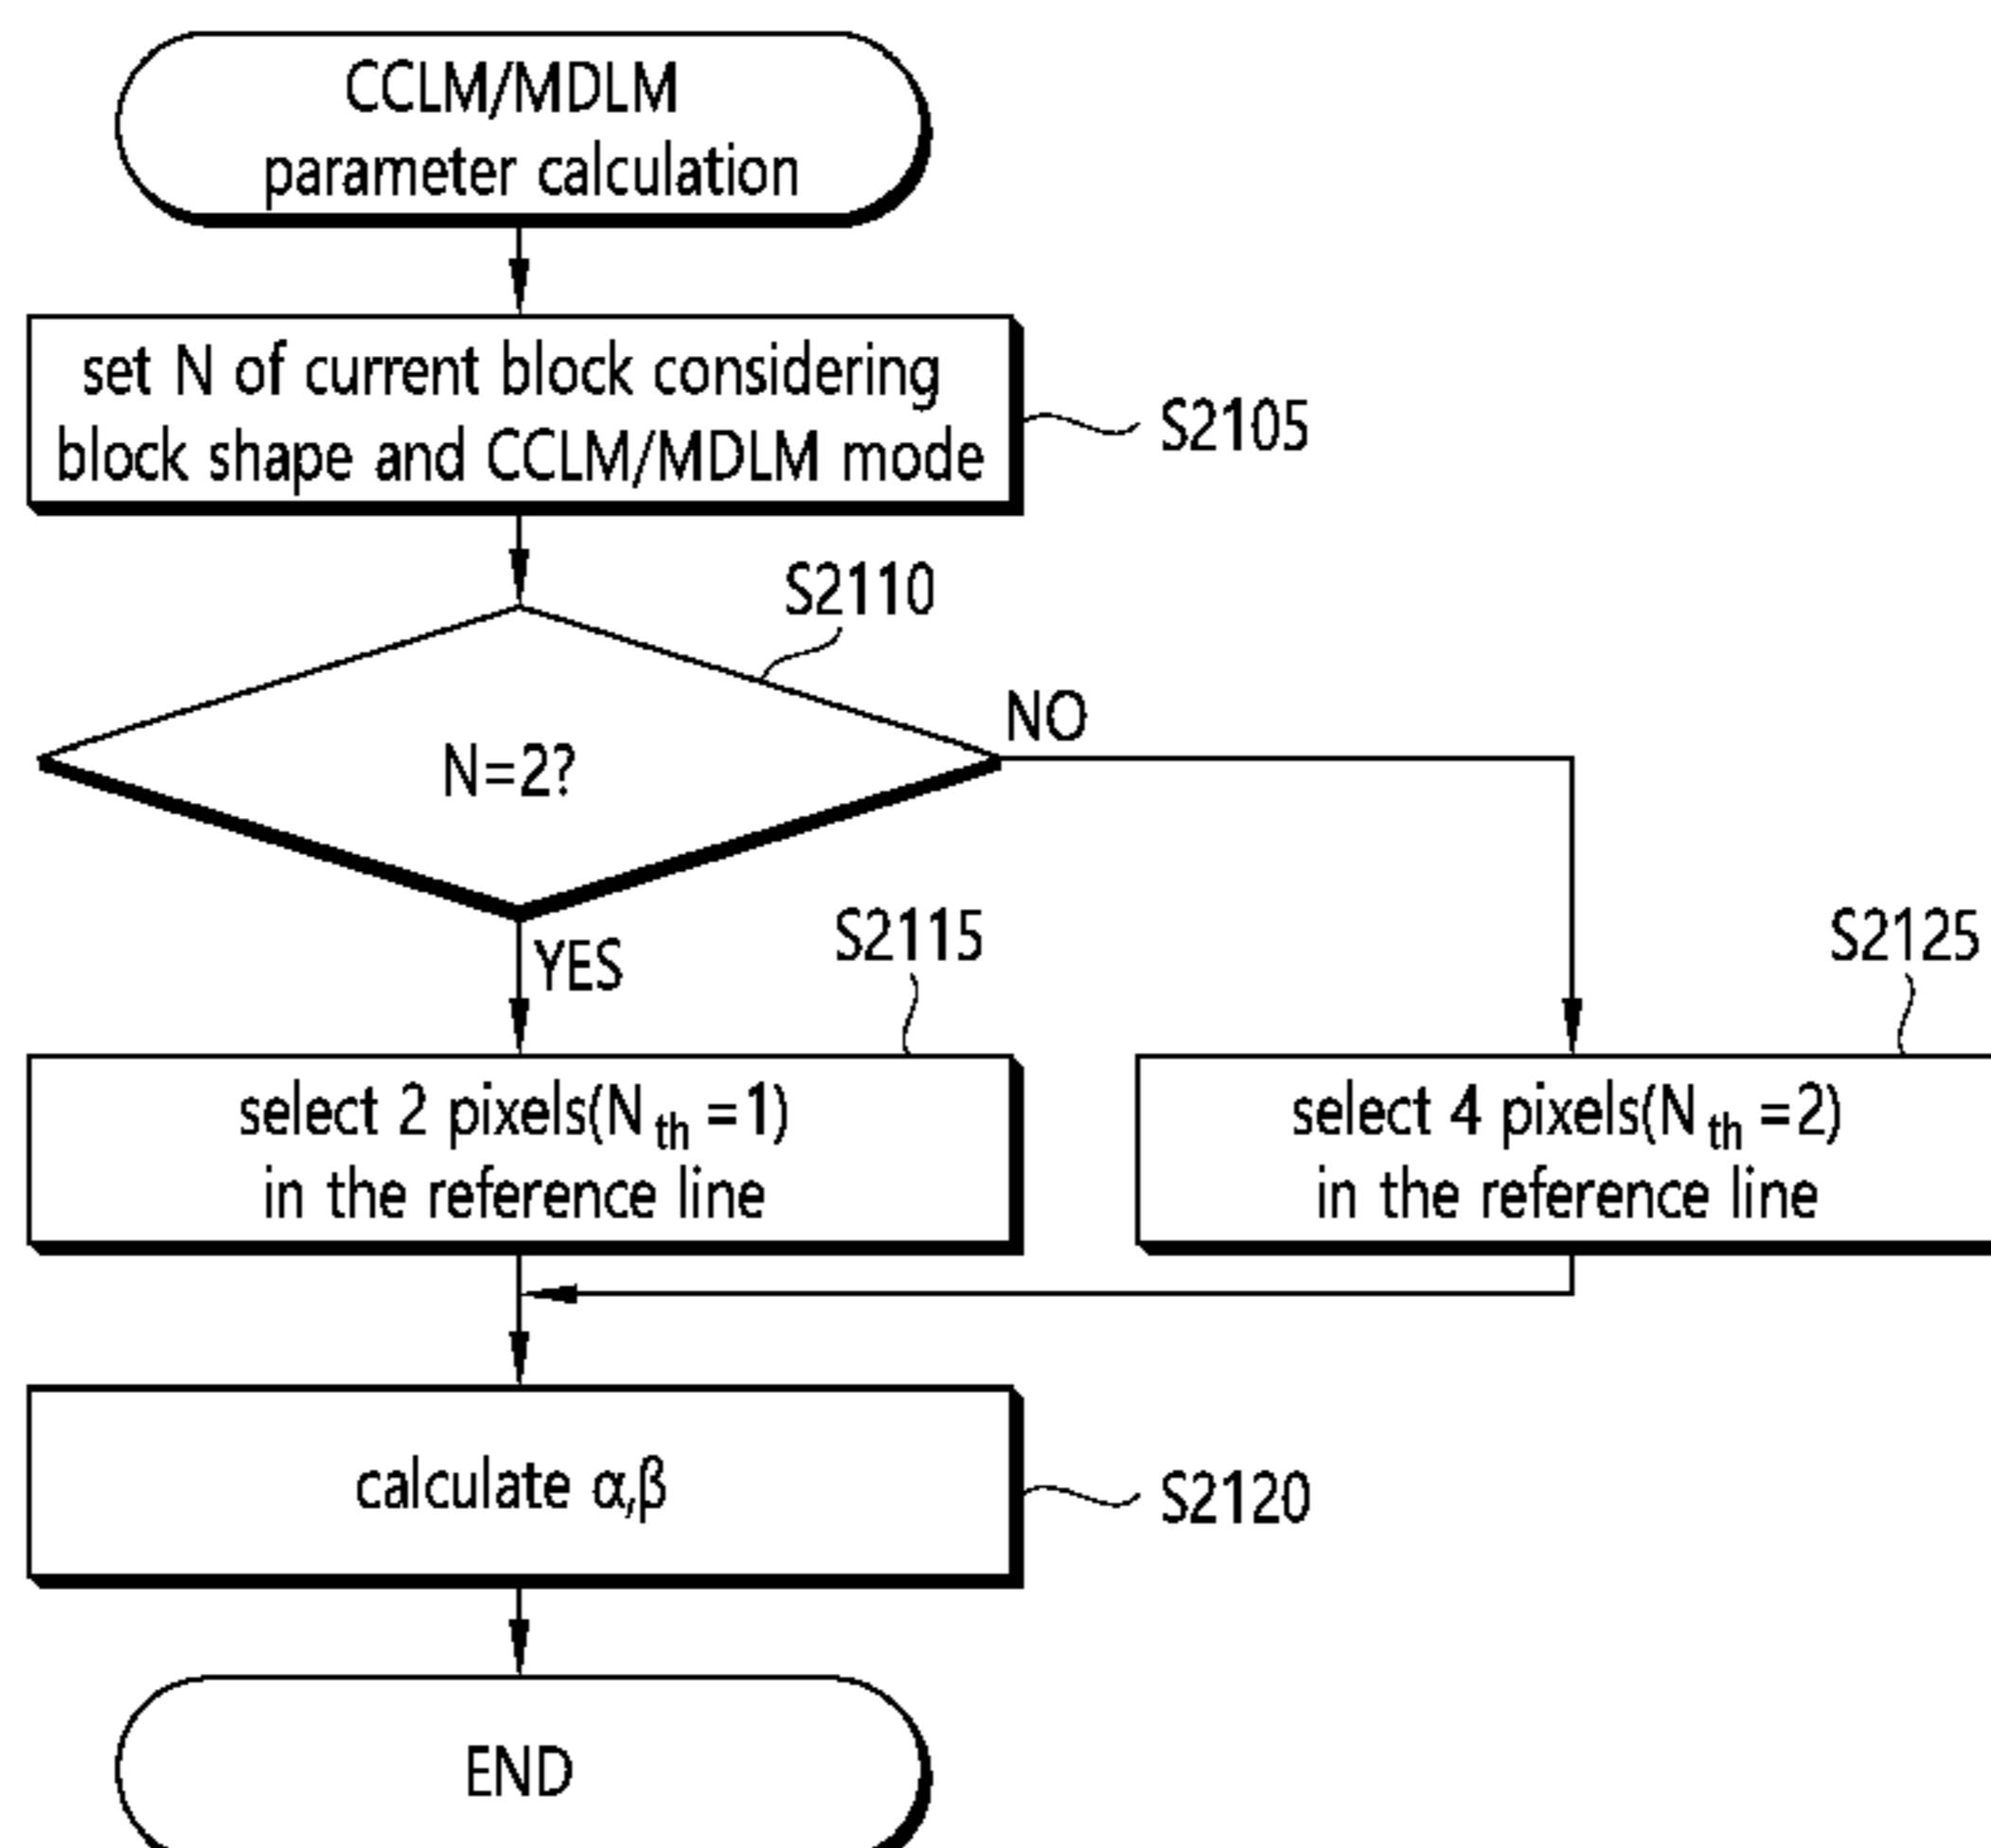 CCLM/MDLM
parameter calculation
set N of current block considering
block shape and CCLM/MDLM mode
S2105
S2110
N=2?
NO
YES
S2115
S2125
select 2 pixels(Nth =1)
in the reference line
select 4 pixels(Nth =2)
in the reference line
calculate α,β
S2120
END